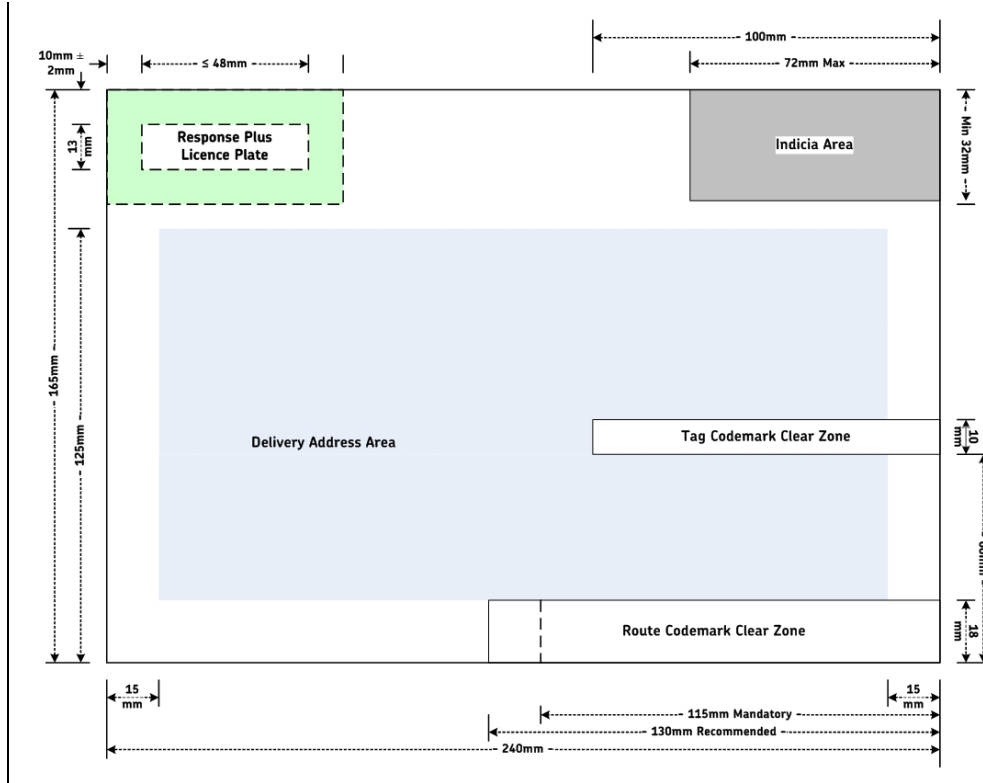 100mm
10mm ±
2mm
≤ 48mm
72mm Max
13
mm
Response Plus
Licence Plate
Indicia Area
Min 32mm
165mm
125mm
Delivery Address Area
Tag Codemark Clear Zone
10
mm
Route Codemark Clear Zone
18
mm
15
mm
15
mm
115mm Mandatory
130mm Recommended
240mm